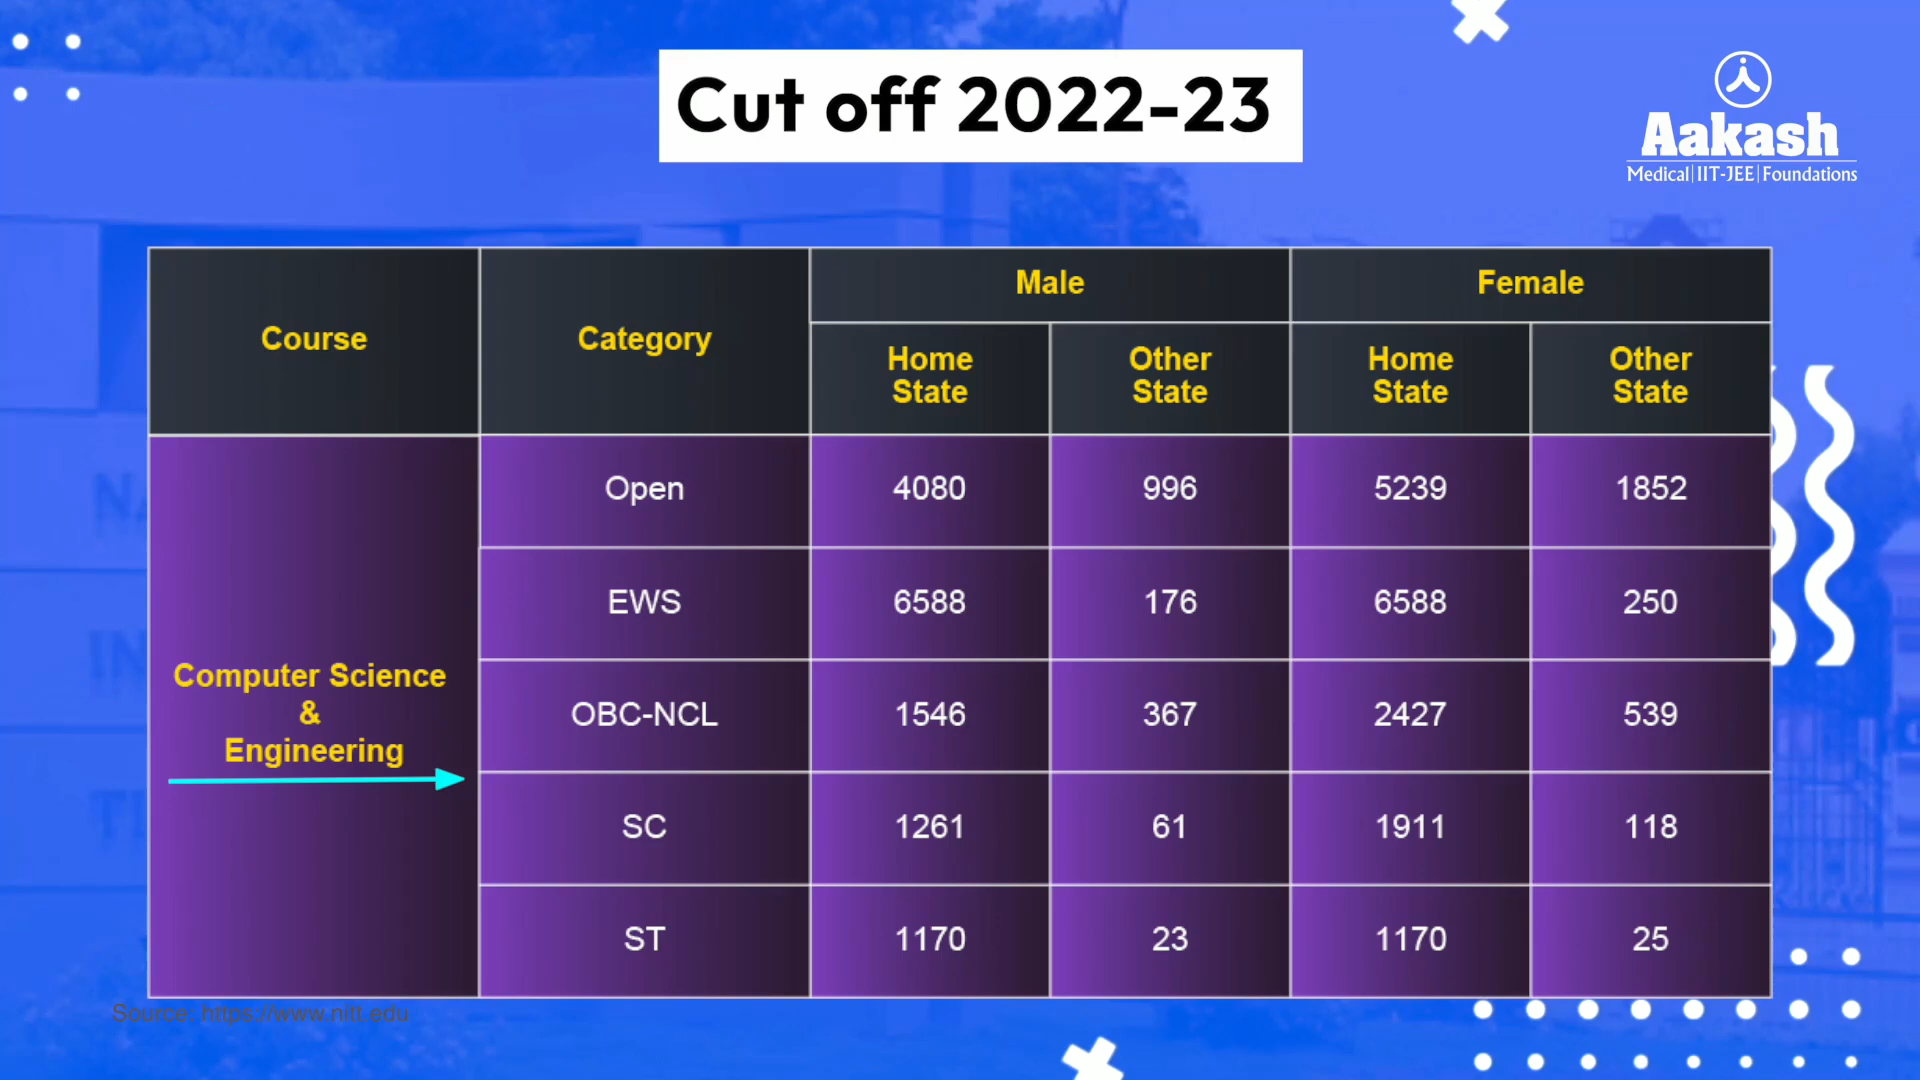 Cut off 2022-23
Aakash
Medical|IIT-JEE|Foundations
Course Category Male Female
Home State Other State Home State Other State
Computer Science
&
Engineering
Open 4080 996 5239 1852
EWS 6588 176 6588 250
OBC-NCL 1546 367 2427 539
SC 1261 61 1911 118
ST 1170 23 1170 25
Source: https://www.nitt.edu